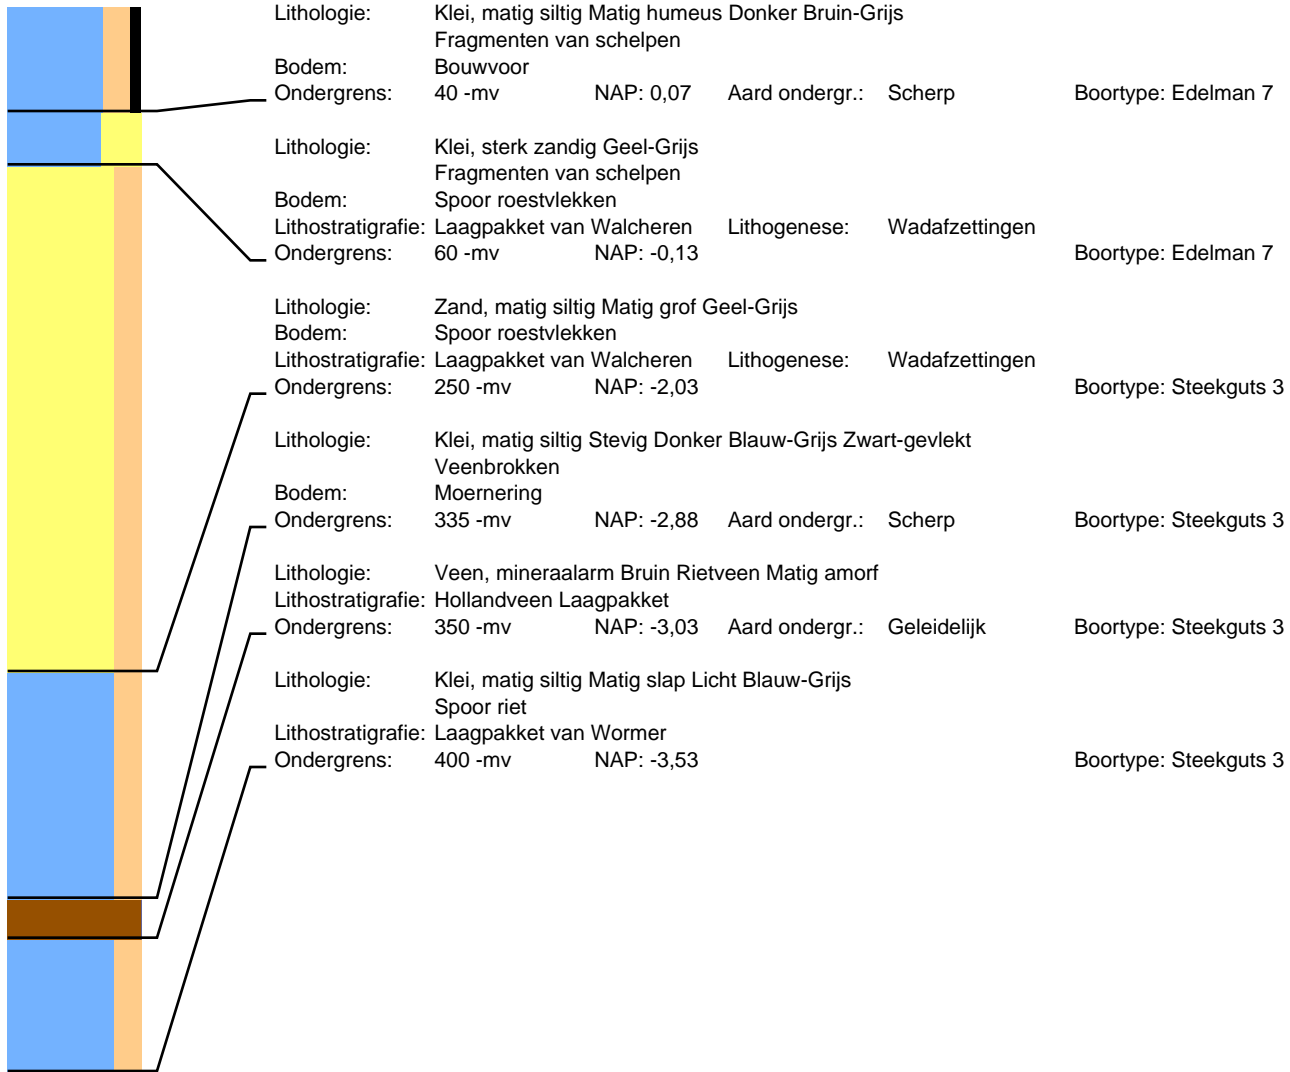 Lithologie: Klei, matig siltig Matig humeus Donker Bruin-Grijs
Fragmenten van schelpen
Bodem: Bouwvoor
Ondergrens: 40 -mv NAP: 0,07 Aard ondergr.: Scherp Boortype: Edelman 7
Lithologie: Klei, sterk zandig Geel-Grijs
Fragmenten van schelpen
Bodem: Spoor roestvlekken
Lithostratigrafie: Laagpakket van Walcheren Lithogenese: Wadafzettingen
Ondergrens: 60 -mv NAP: -0,13 Boortype: Edelman 7
Lithologie: Zand, matig siltig Matig grof Geel-Grijs
Bodem: Spoor roestvlekken
Lithostratigrafie: Laagpakket van Walcheren Lithogenese: Wadafzettingen
Ondergrens: 250 -mv NAP: -2,03 Boortype: Steekguts 3
Lithologie: Klei, matig siltig Stevig Donker Blauw-Grijs Zwart-gevlekt
Veenbrokken
Bodem: Moernering
Ondergrens: 335 -mv NAP: -2,88 Aard ondergr.: Scherp Boortype: Steekguts 3
Lithologie: Veen, mineraalarm Bruin Rietveen Matig amorf
Lithostratigrafie: Hollandveen Laagpakket
Ondergrens: 350 -mv NAP: -3,03 Aard ondergr.: Geleidelijk Boortype: Steekguts 3
Lithologie: Klei, matig siltig Matig slap Licht Blauw-Grijs
Spoor riet
Lithostratigrafie: Laagpakket van Wormer
Ondergrens: 400 -mv NAP: -3,53 Boortype: Steekguts 3